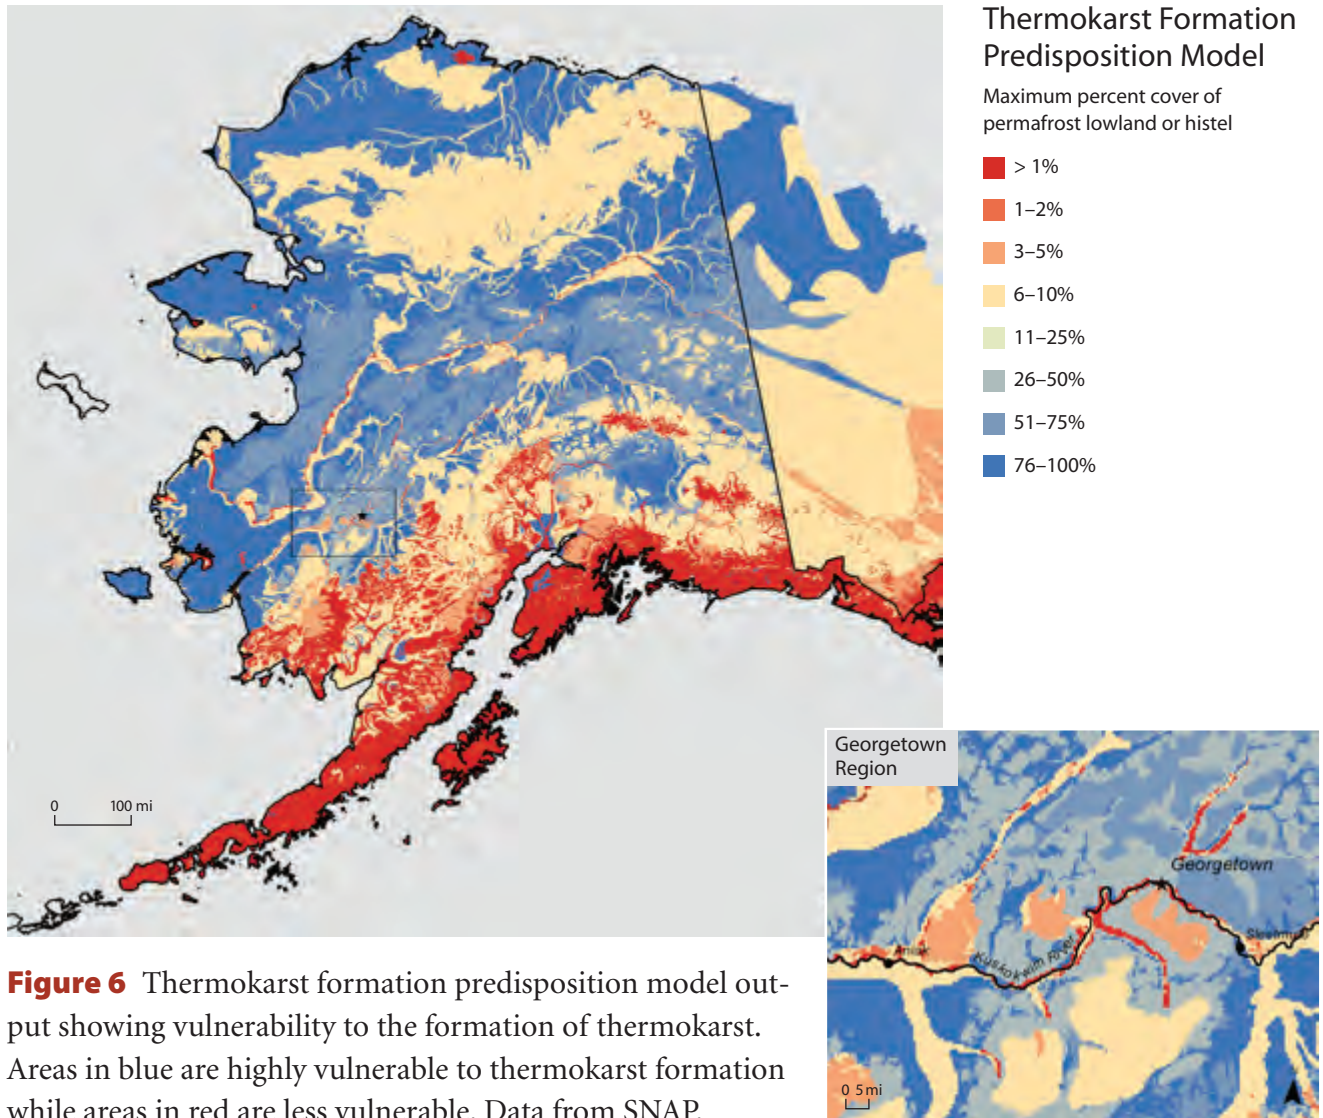 Thermokarst Formation
Predisposition Model
Maximum percent cover of
permafrost lowland or histel
> 1%
1–2%
3–5%
6–10%
11–25%
26–50%
51–75%
76–100%
0 100 mi
Georgetown
Region
Georgetown
Aniak
Kuskokwim River
Sleetmute
0 5 mi
Figure 6 Thermokarst formation predisposition model out-
put showing vulnerability to the formation of thermokarst.
Areas in blue are highly vulnerable to thermokarst formation
while areas in red are less vulnerable. Data from SNAP.